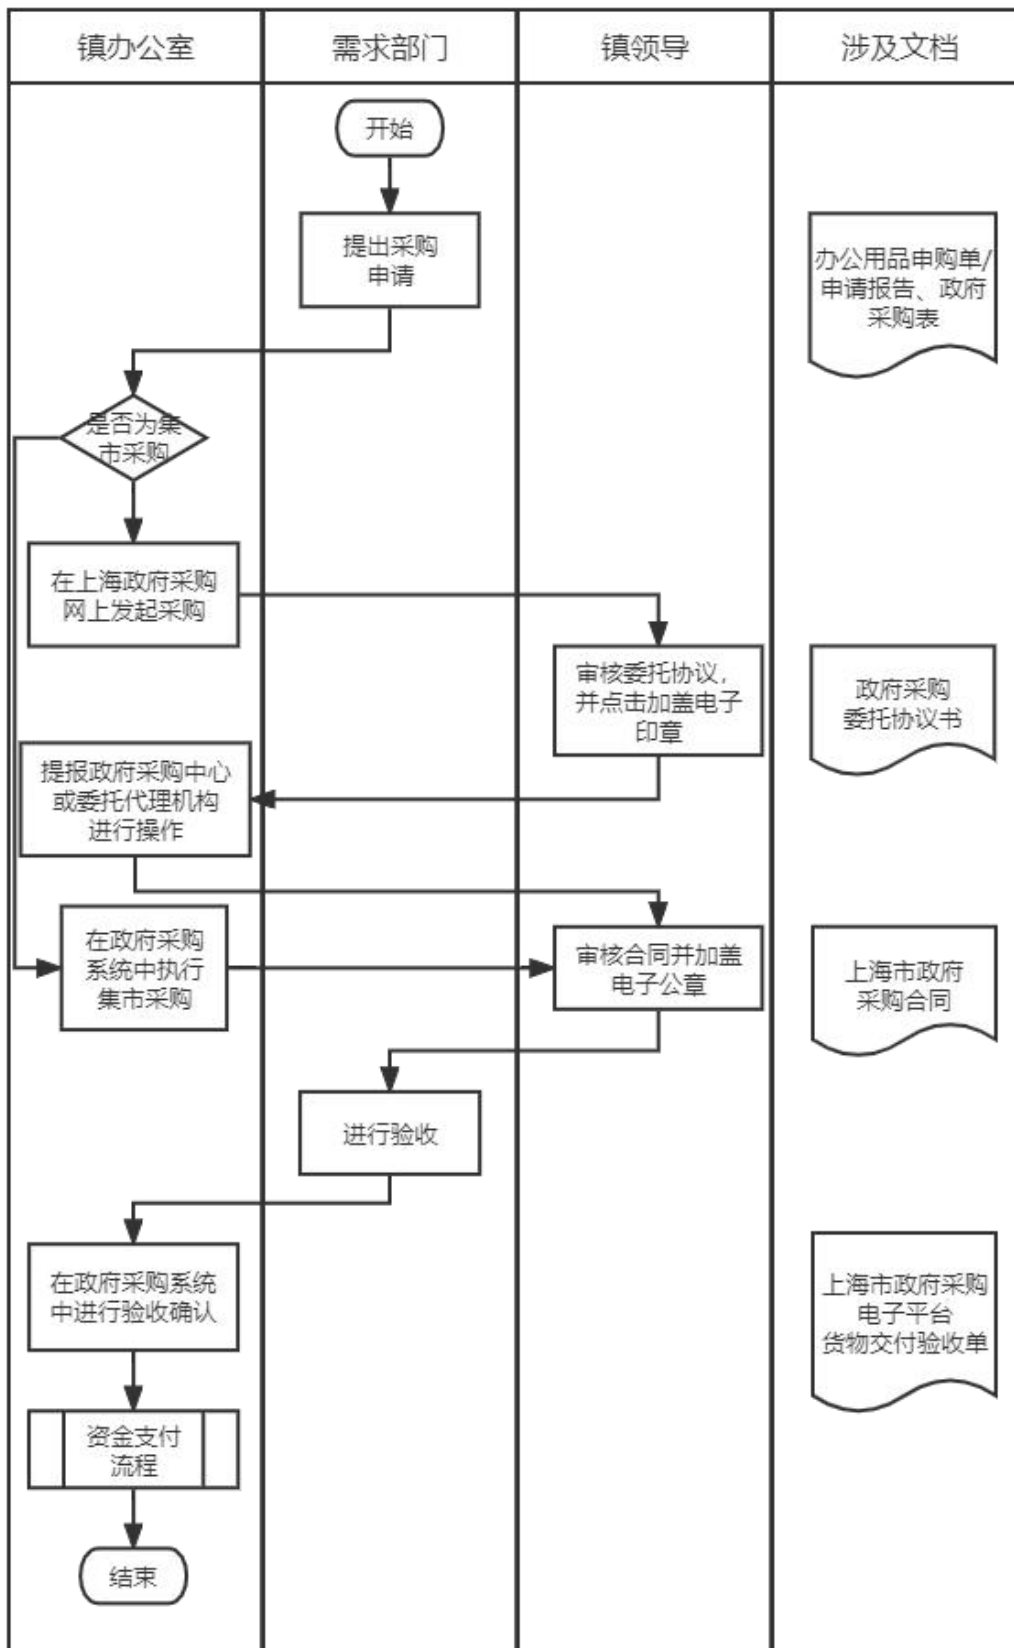 镇办公室
需求部门
镇领导
涉及文档
开始
提出采购
申请
办公用品申购单/
申请报告、政府
采购表
是否为集
市采购
在上海政府采购
网上发起采购
审核委托协议,
并点击加盖电子
印章
政府采购
委托协议书
提报政府采购中心
或委托代理机构
进行操作
在政府采购
系统中执行
集市采购
审核合同并加盖
电子公章
上海市政府
采购合同
进行验收
在政府采购系统
中进行验收确认
上海市政府采购
电子平台
货物交付验收单
资金支付
流程
结束